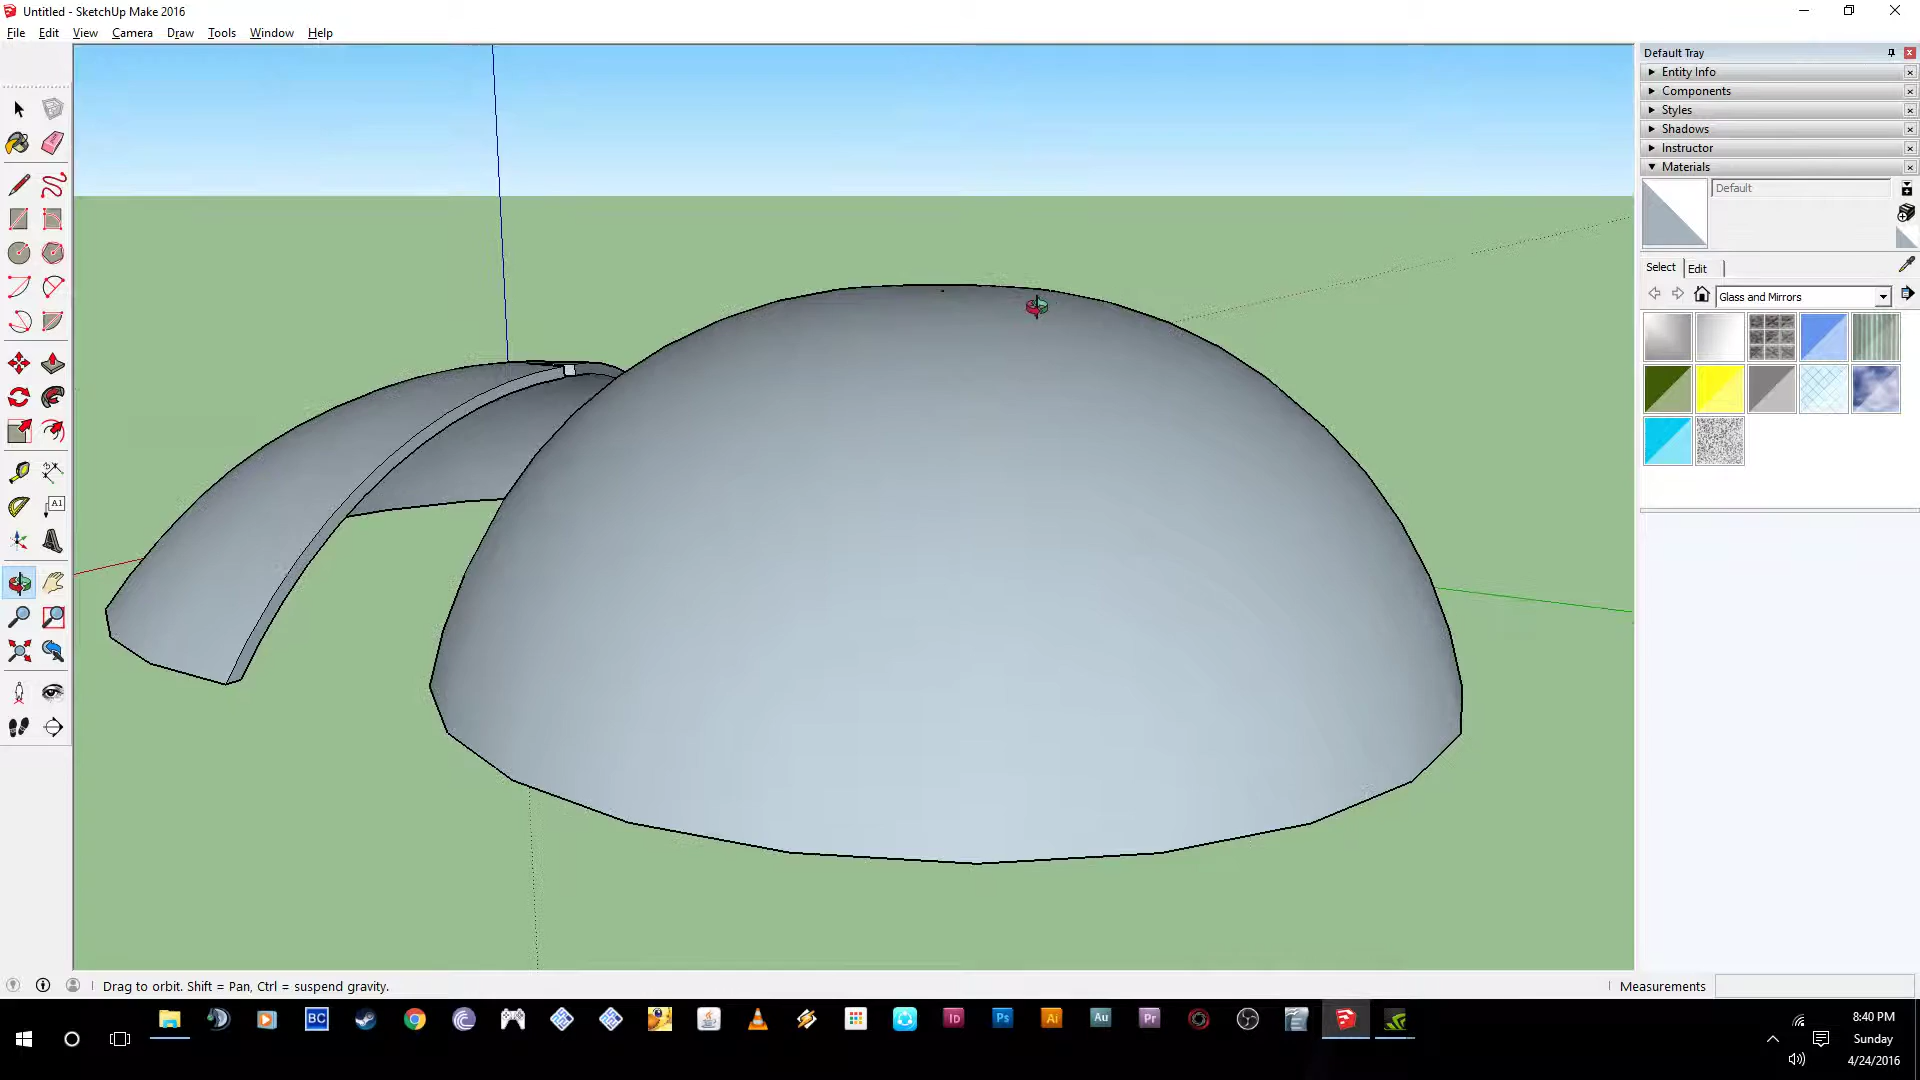 Untitled - SketchUp Make 2016
File Edit View Camera Draw Tools Window Help
Default Tray
Entity Info
Components
Styles
Shadows
Instructor
Materials
Default
Select Edit
Glass and Mirrors
A1
Drag to orbit. Shift = Pan, Ctrl = suspend gravity.
Measurements
BC
Id
Ps
Ai
Au
Pr
8:40 PM
Sunday
4/24/2016